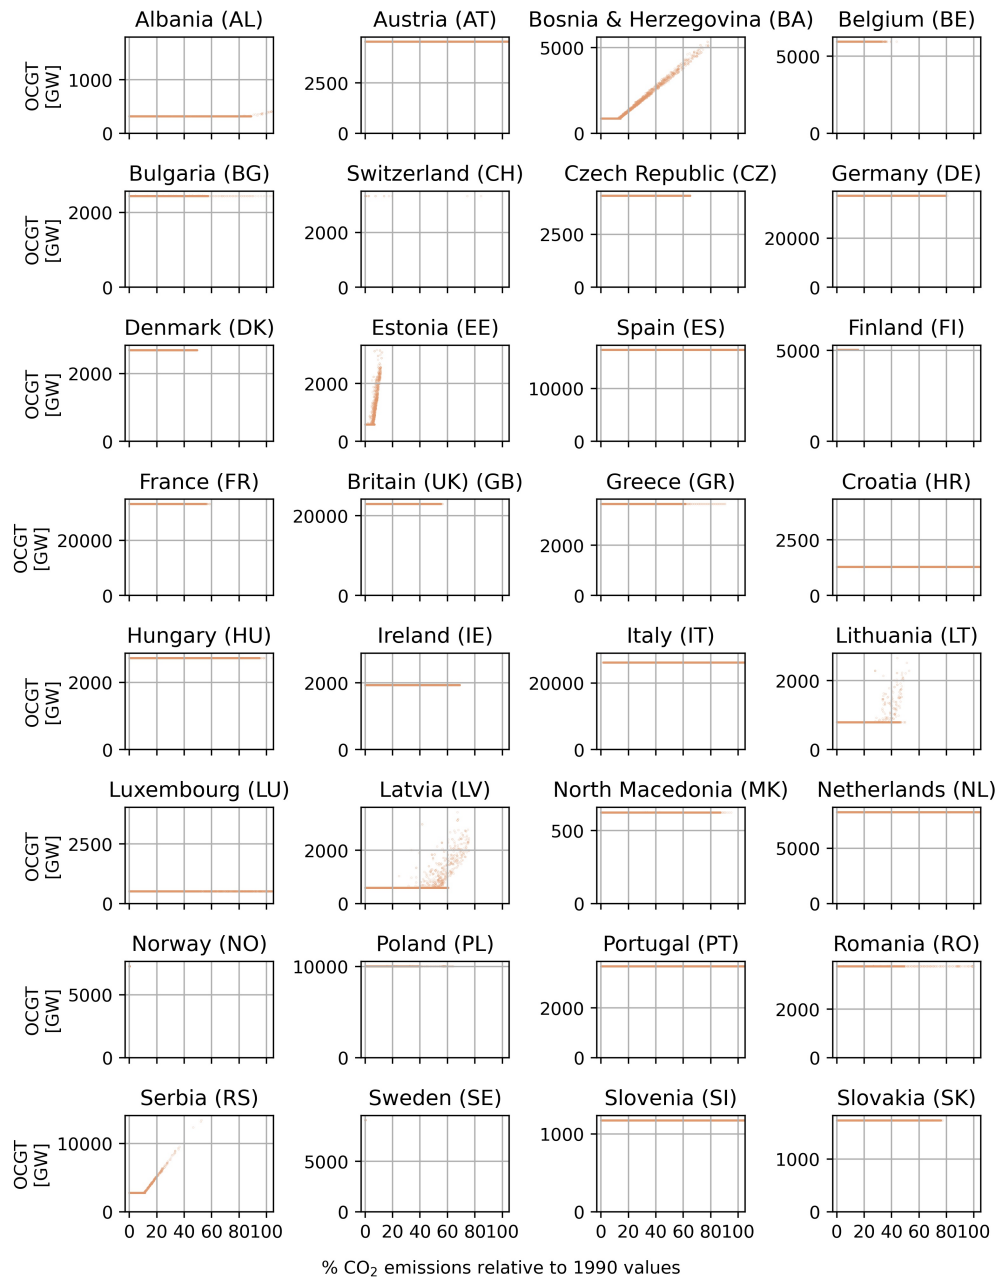 Albania (AL) Austria (AT) Bosnia & Herzegovina (BA) Belgium (BE)
OCGT
[GW]
1000
0
2500
0
5000
0
5000
0
Bulgaria (BG) Switzerland (CH) Czech Republic (CZ) Germany (DE)
OCGT
[GW]
2000
0
2000
0
2500
0
20000
0
Denmark (DK) Estonia (EE) Spain (ES) Finland (FI)
OCGT
[GW]
2000
0
2000
0
10000
0
5000
0
France (FR) Britain (UK) (GB) Greece (GR) Croatia (HR)
OCGT
[GW]
20000
0
20000
0
2000
0
2500
0
Hungary (HU) Ireland (IE) Italy (IT) Lithuania (LT)
OCGT
[GW]
2000
0
2000
0
20000
0
2000
0
Luxembourg (LU) Latvia (LV) North Macedonia (MK) Netherlands (NL)
OCGT
[GW]
2500
0
2000
0
500
0
5000
0
Norway (NO) Poland (PL) Portugal (PT) Romania (RO)
OCGT
[GW]
5000
0
10000
0
2000
0
2000
0
Serbia (RS) Sweden (SE) Slovenia (SI) Slovakia (SK)
OCGT
[GW]
10000
0
5000
0
1000
0
1000
0
0 20 40 60 80 100 0 20 40 60 80 100 0 20 40 60 80 100 0 20 40 60 80 100
% CO₂ emissions relative to 1990 values